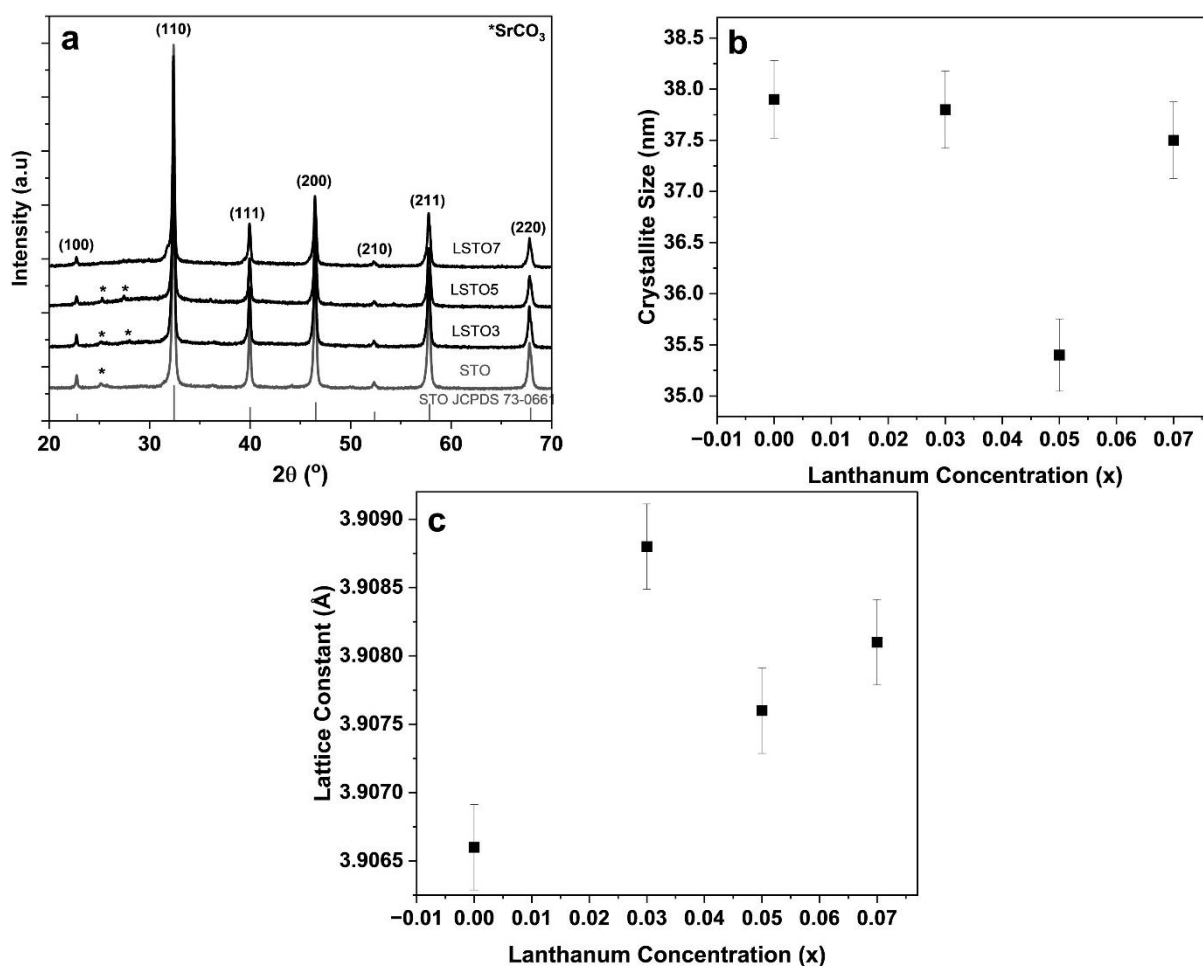 a
*SrCO₃
(110)
(100)
(111)
(200)
(210)
(211)
(220)
LSTO7
* *
LSTO5
* *
LSTO3
*
STO
STO JCPDS 73-0661
Intensity (a.u)
20 30 40 50 60 70
2θ (°)
b
38.5
38.0
37.5
37.0
36.5
36.0
35.5
35.0
Crystallite Size (nm)
−0.01 0.00 0.01 0.02 0.03 0.04 0.05 0.06 0.07
Lanthanum Concentration (x)
c
3.9090
3.9085
3.9080
3.9075
3.9070
3.9065
Lattice Constant (Å)
−0.01 0.00 0.01 0.02 0.03 0.04 0.05 0.06 0.07
Lanthanum Concentration (x)